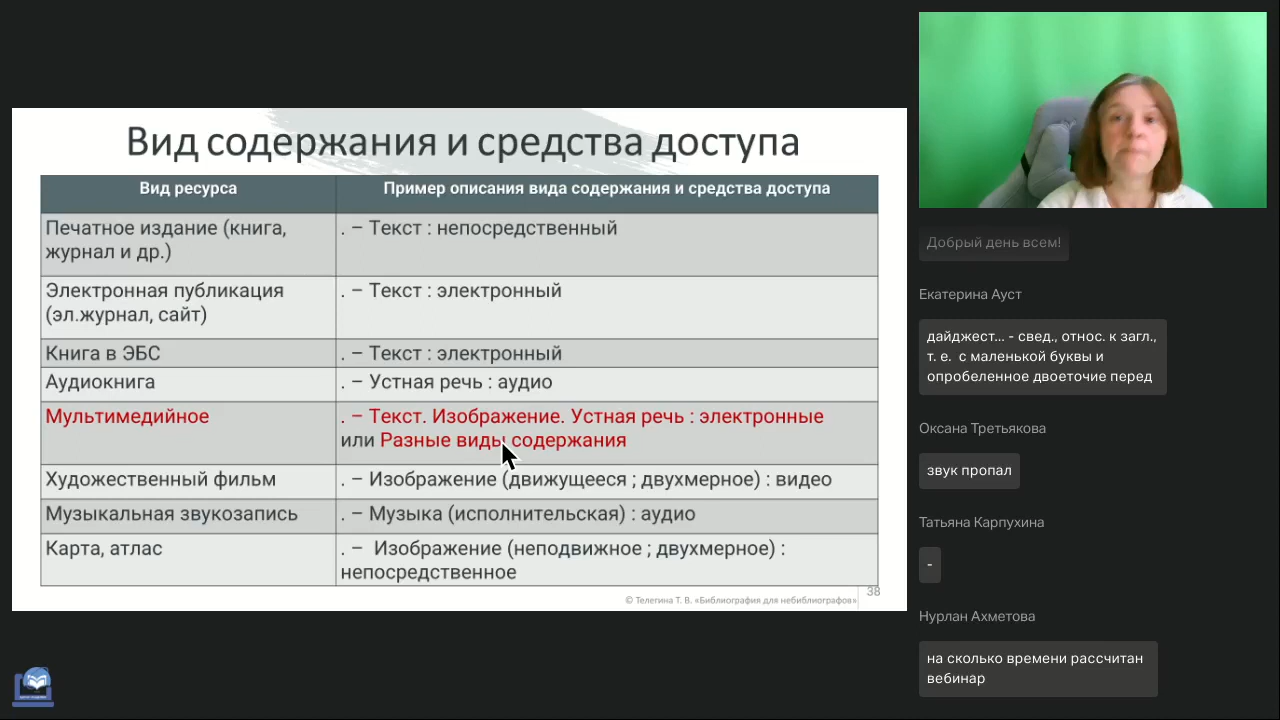 Вид содержания и средства доступа
Вид ресурса
Пример описания вида содержания и средства доступа
Печатное издание (книга,
журнал и др.)
. – Текст : непосредственный
Электронная публикация
(эл.журнал, сайт)
. – Текст : электронный
Книга в ЭБС
. – Текст : электронный
Аудиокнига
. – Устная речь : аудио
Мультимедийное
. – Текст. Изображение. Устная речь : электронные
или Разные виды содержания
Художественный фильм
. – Изображение (движущееся ; двухмерное) : видео
Музыкальная звукозапись
. – Музыка (исполнительская) : аудио
Карта, атлас
. – Изображение (неподвижное ; двухмерное) :
непосредственное
© Телегина Т. В. «Библиография для небиблиографов»
38
Добрый день всем!
Екатерина Ауст
дайджест... - свед., относ. к загл.,
т. е. с маленькой буквы и
опробеленное двоеточие перед
Оксана Третьякова
звук пропал
Татьяна Карпухина
-
Нурлан Ахметова
на сколько времени рассчитан
вебинар